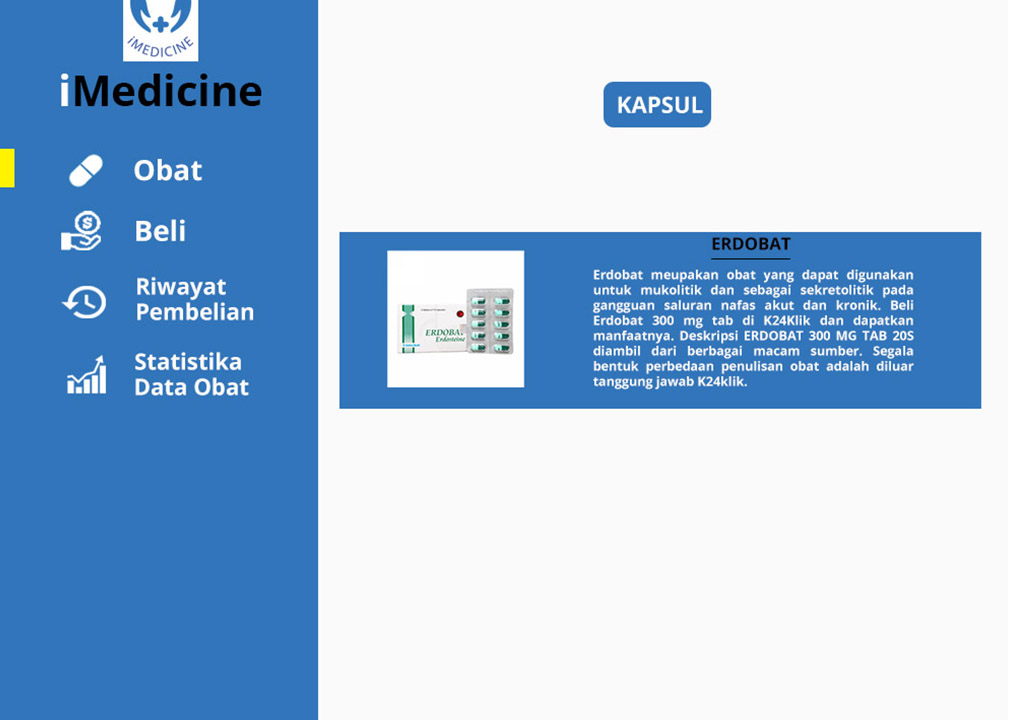 iMEDICINE
iMedicine
Obat
Beli
Riwayat
Pembelian
Statistika
Data Obat
KAPSUL
ERDOBAT
Erdobat meupakan obat yang dapat digunakan
untuk mukolitik dan sebagai sekretolitik pada
gangguan saluran nafas akut dan kronik. Beli
Erdobat 300 mg tab di K24Klik dan dapatkan
manfaatnya. Deskripsi ERDOBAT 300 MG TAB 20S
diambil dari berbagai macam sumber. Segala
bentuk perbedaan penulisan obat adalah diluar
tanggung jawab K24klik.
ERDOBAT
Erdosteine